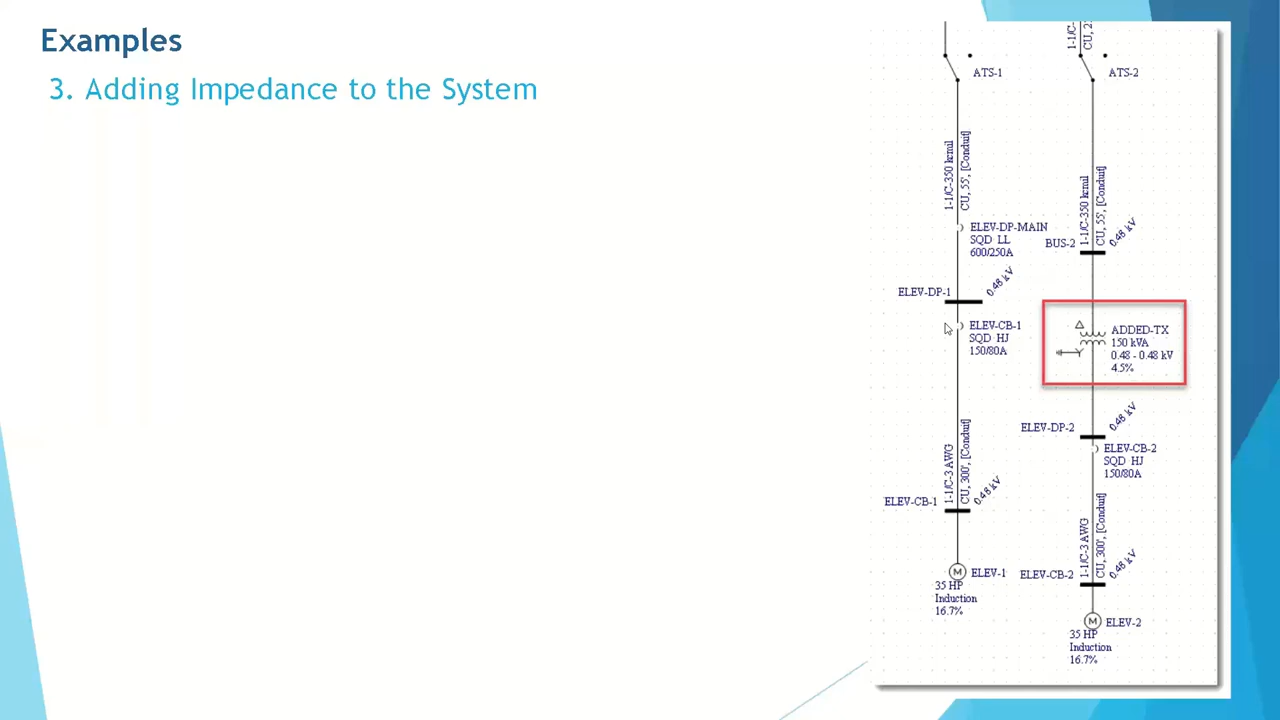 Examples
3. Adding Impedance to the System
ATS-1
1-1/C-350 kcmil
CU, 55', [Conduit]
ELEV-DP-MAIN
SQD LL
600/250A
ELEV-DP-1
0.48 kV
ELEV-CB-1
SQD HJ
150/80A
1-1/C-3 AWG
CU, 300', [Conduit]
ELEV-CB-1
0.48 kV
M
ELEV-1
35 HP
Induction
16.7%
1-1/C-
ATS-2
1-1/C-350 kcmil
CU, 55', [Conduit]
BUS-2
0.48 kV
ADDED-TX
150 kVA
0.48 - 0.48 kV
4.5%
ELEV-DP-2
0.48 kV
ELEV-CB-2
SQD HJ
150/80A
1-1/C-3 AWG
CU, 300', [Conduit]
ELEV-CB-2
0.48 kV
M
ELEV-2
35 HP
Induction
16.7%